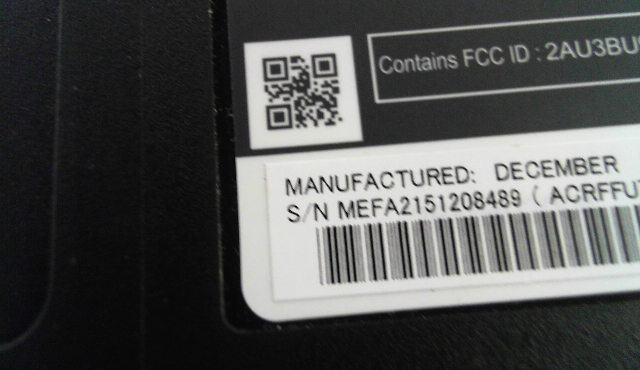 Contains FCC ID : 2AU3BU
MANUFACTURED: DECEMBER
S/N MEFA2151208489 ( ACRFFU